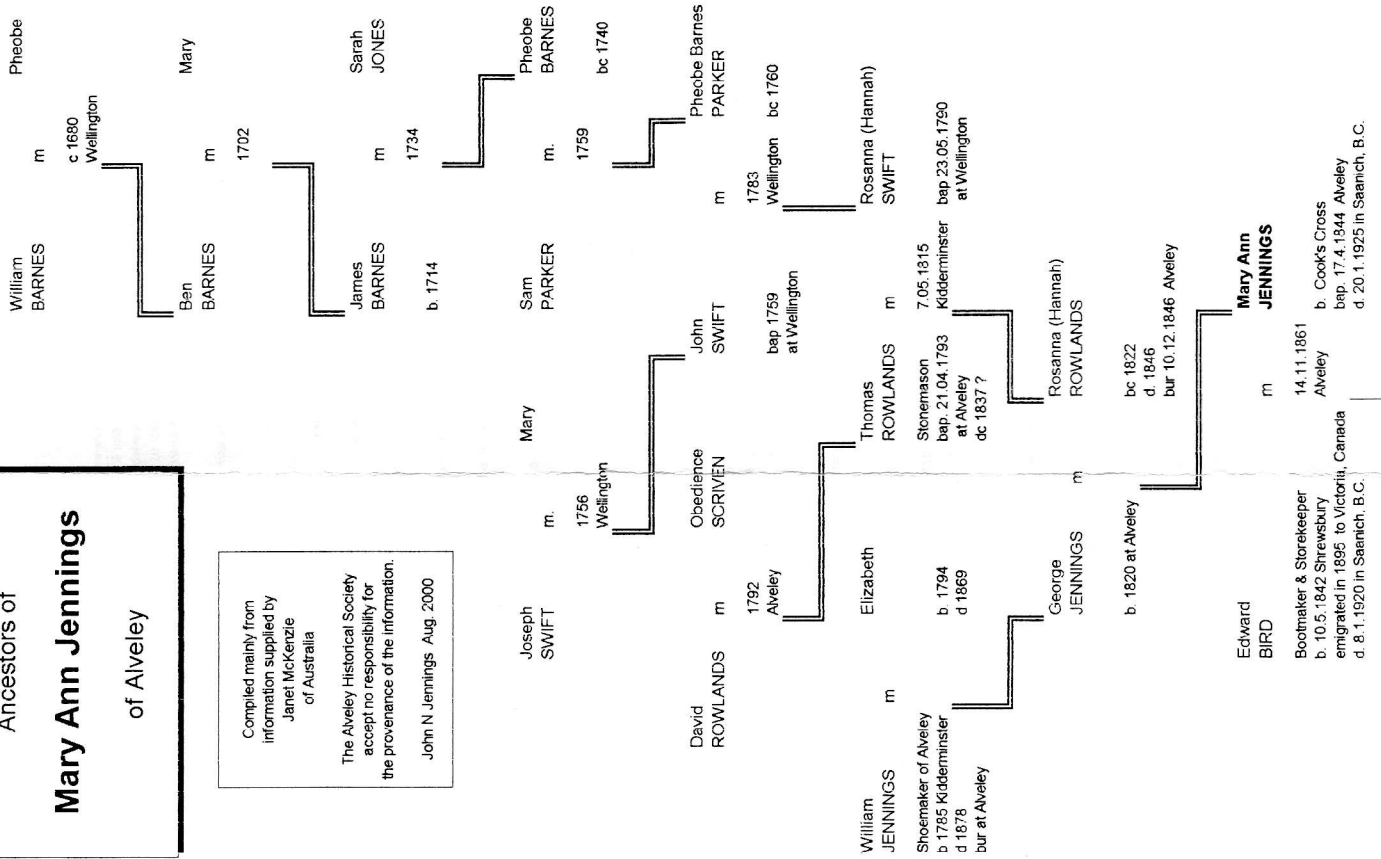 Ancestors of
Mary Ann Jennings
of Alveley
Compiled mainly from
information supplied by
Janet McKenzie
of Australia
The Alveley Historical Society
accept no responsibility for
the provenance of the information.
John N Jennings Aug. 2000
William
BARNES
m
Pheobe
c 1680
Wellington
Ben
BARNES
m
Mary
1702
James
BARNES
m
Sarah
JONES
b. 1714
1734
Joseph
SWIFT
m.
Mary
Sam
PARKER
m.
Pheobe
BARNES
1756
Wellington
1759
bc 1740
David
ROWLANDS
m
Obedience
SCRIVEN
John
SWIFT
m
Pheobe Barnes
PARKER
1792
Alveley
bap 1759
at Wellington
1783
Wellington
bc 1760
William
JENNINGS
m
Elizabeth
Thomas
ROWLANDS
m
Rosanna (Hannah)
SWIFT
Shoemaker of Alveley
b 1785 Kidderminster
d 1878
bur at Alveley
b. 1794
d 1869
Stonemason
bap. 21.04.1793
at Alveley
dc 1837 ?
7.05.1815
Kidderminster
bap 23.05.1790
at Wellington
George
JENNINGS
m
Rosanna (Hannah)
ROWLANDS
b. 1820 at Alveley
bc 1822
d. 1846
bur 10.12.1846 Alveley
Edward
BIRD
m
Mary Ann
JENNINGS
Bootmaker & Storekeeper
b. 10.5.1842 Shrewsbury
emigrated in 1895 to Victoria, Canada
d. 8.1.1920 in Saanich, B.C.
14.11.1861
Alveley
b. Cook's Cross
bap. 17.4.1844 Alveley
d. 20.1.1925 in Saanich, B.C.